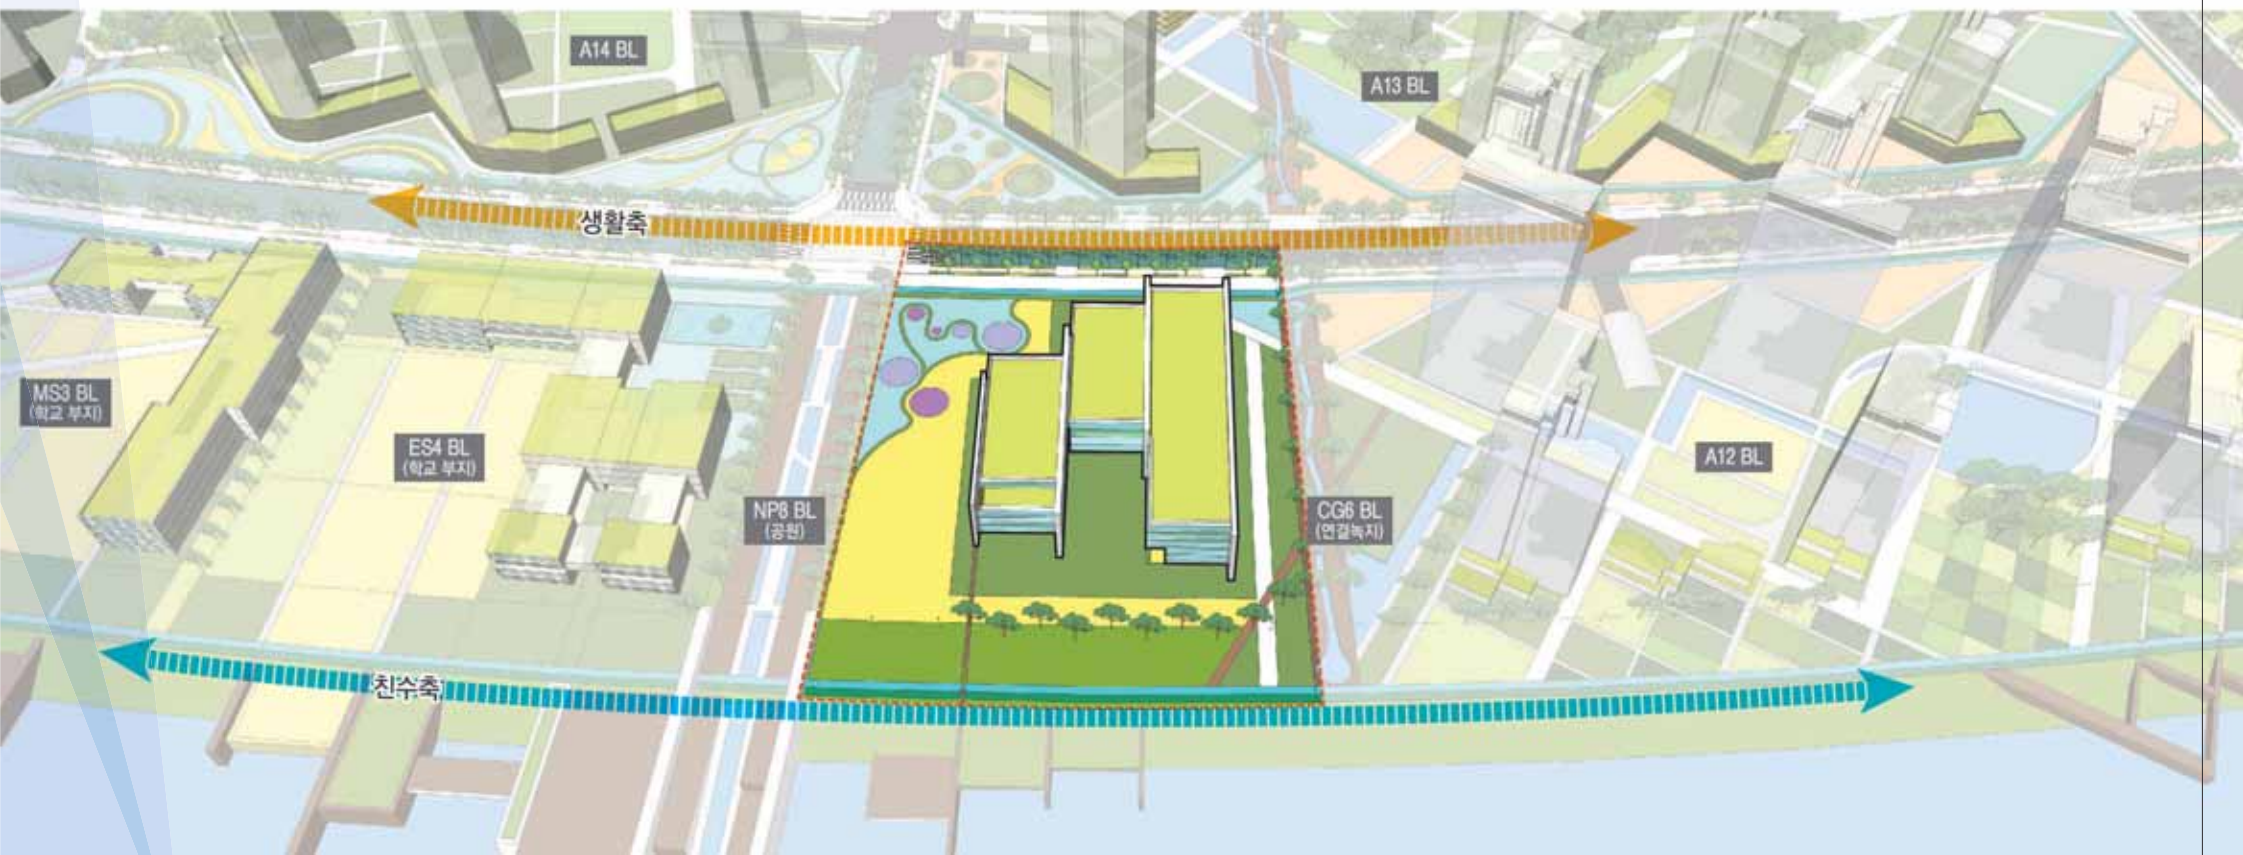 A14 BL
A13 BL
생활축
MS3 BL
(학교 부지)
ES4 BL
(학교 부지)
A12 BL
NP8 BL
(공원)
CG6 BL
(연결녹지)
친수축